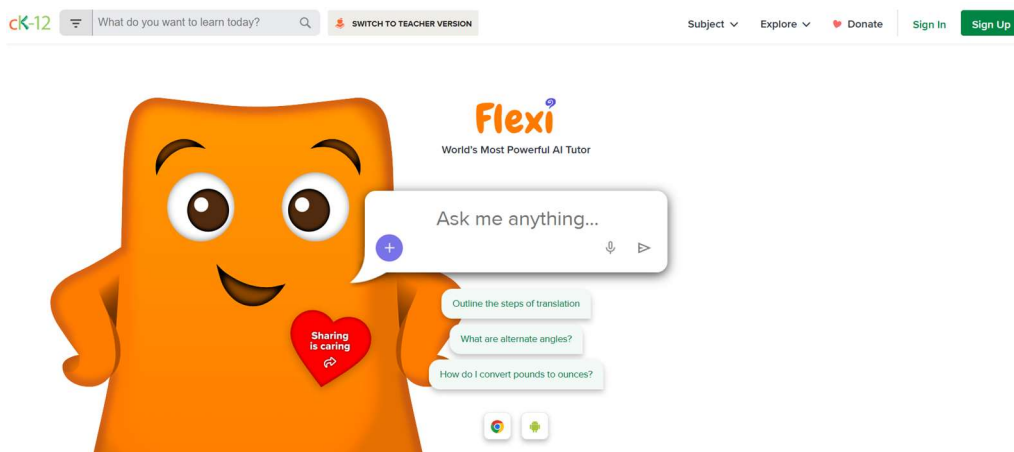 cK-12
What do you want to learn today?
SWITCH TO TEACHER VERSION
Subject
Explore
Donate
Sign In
Sign Up
Flexi
World's Most Powerful AI Tutor
Ask me anything...
Outline the steps of translation
What are alternate angles?
How do I convert pounds to ounces?
Sharing
is caring